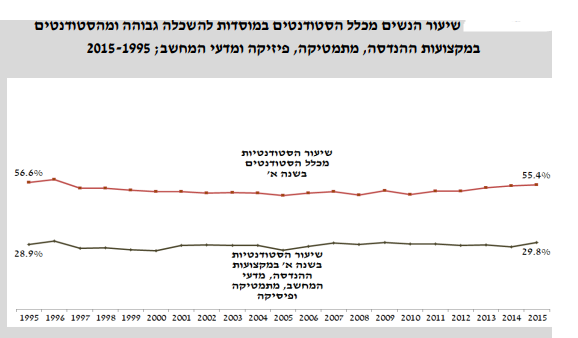 שיעור הנשים מכלל הסטודנטים במוסדות להשכלה גבוהה ומהסטודנטים
במקצועות ההנדסה, מתמטיקה, פיזיקה ומדעי המחשב; 2015-1995
שיעור הסטודנטיות
מכלל הסטודנטים
בשנה א'
56.6%
55.4%
28.9%
29.8%
שיעור הסטודנטיות
בשנה א' במקצועות
ההנדסה, מדעי
המחשב, מתמטיקה
ופיסיקה
1995 1996 1997 1998 1999 2000 2001 2002 2003 2004 2005 2006 2007 2008 2009 2010 2011 2012 2013 2014 2015